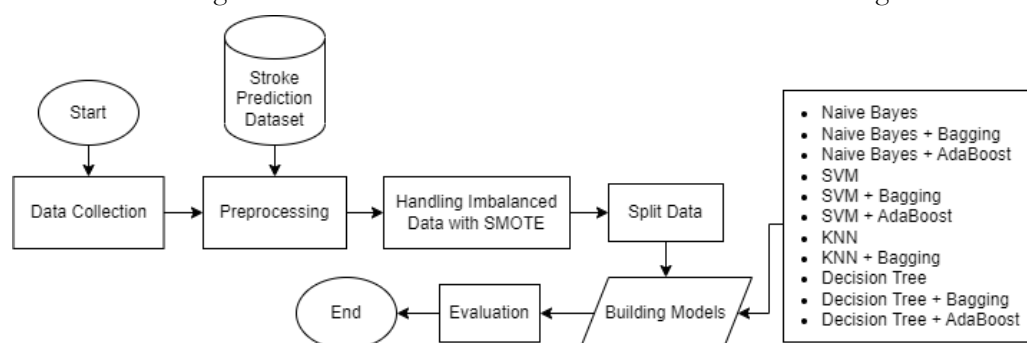 Stroke
Prediction
Dataset
Start
Data Collection
Preprocessing
Handling Imbalanced
Data with SMOTE
Split Data
• Naive Bayes
• Naive Bayes + Bagging
• Naive Bayes + AdaBoost
• SVM
• SVM + Bagging
• SVM + AdaBoost
• KNN
• KNN + Bagging
• Decision Tree
• Decision Tree + Bagging
• Decision Tree + AdaBoost
Building Models
Evaluation
End